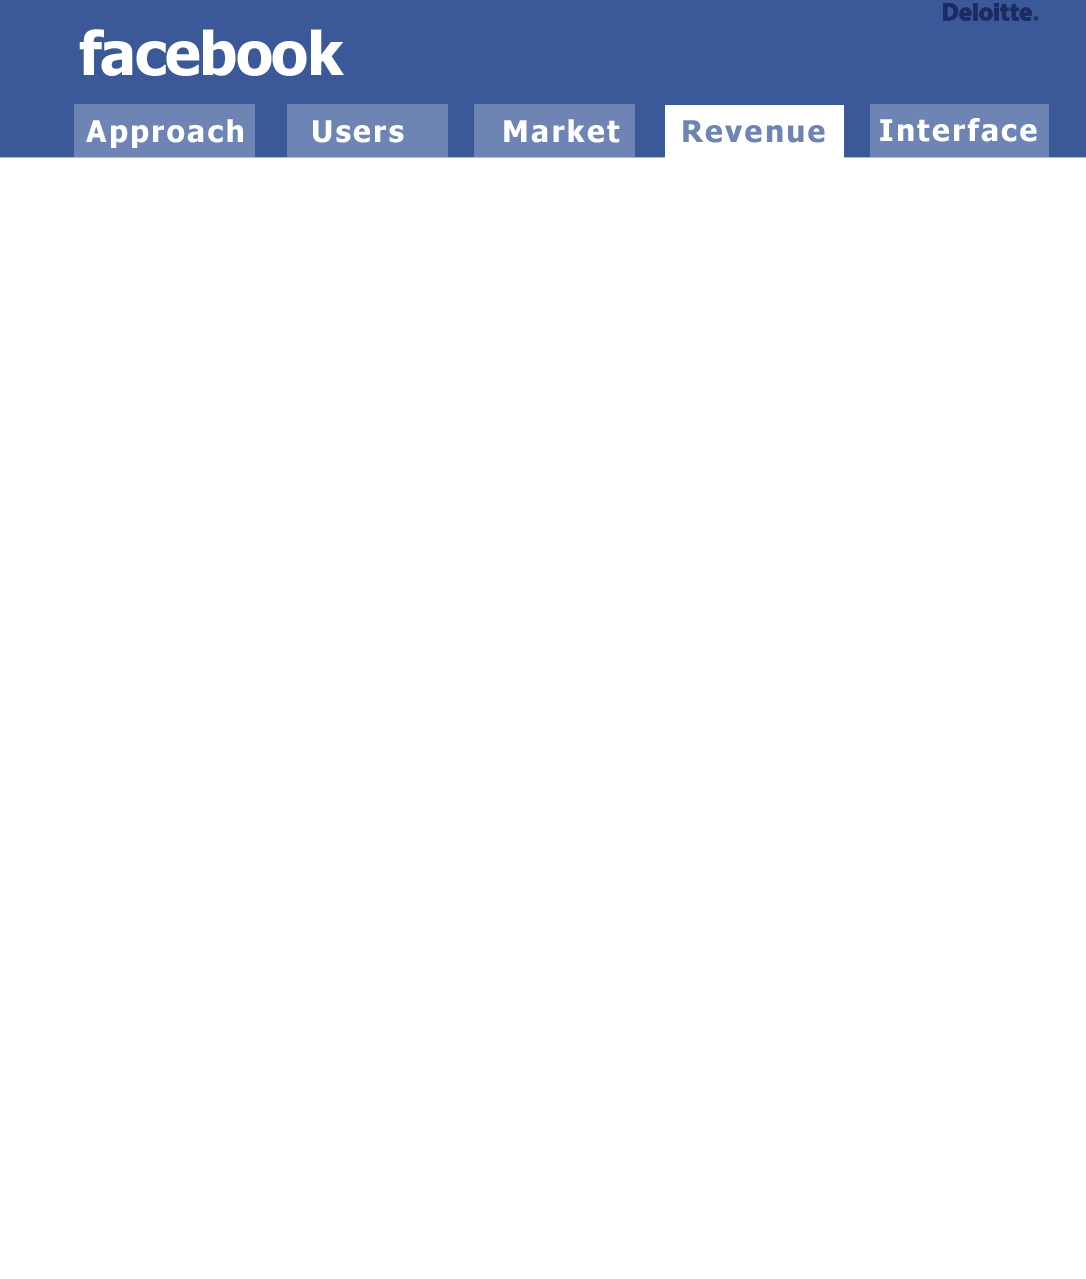 Deloitte.
facebook
Approach Users Market Revenue Interface